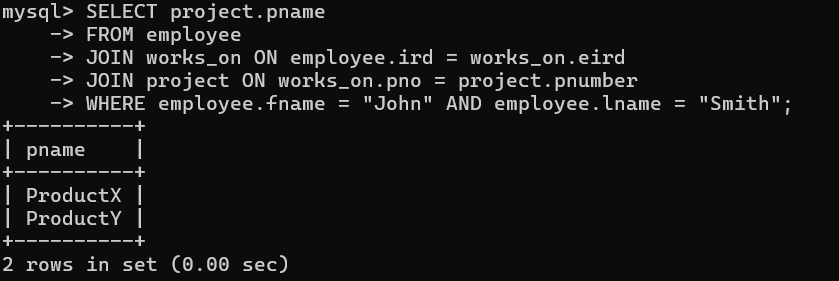 mysql> SELECT project.pname
    -> FROM employee
    -> JOIN works_on ON employee.ird = works_on.eird
    -> JOIN project ON works_on.pno = project.pnumber
    -> WHERE employee.fname = "John" AND employee.lname = "Smith";
+----------+
| pname    |
+----------+
| ProductX |
| ProductY |
+----------+
2 rows in set (0.00 sec)